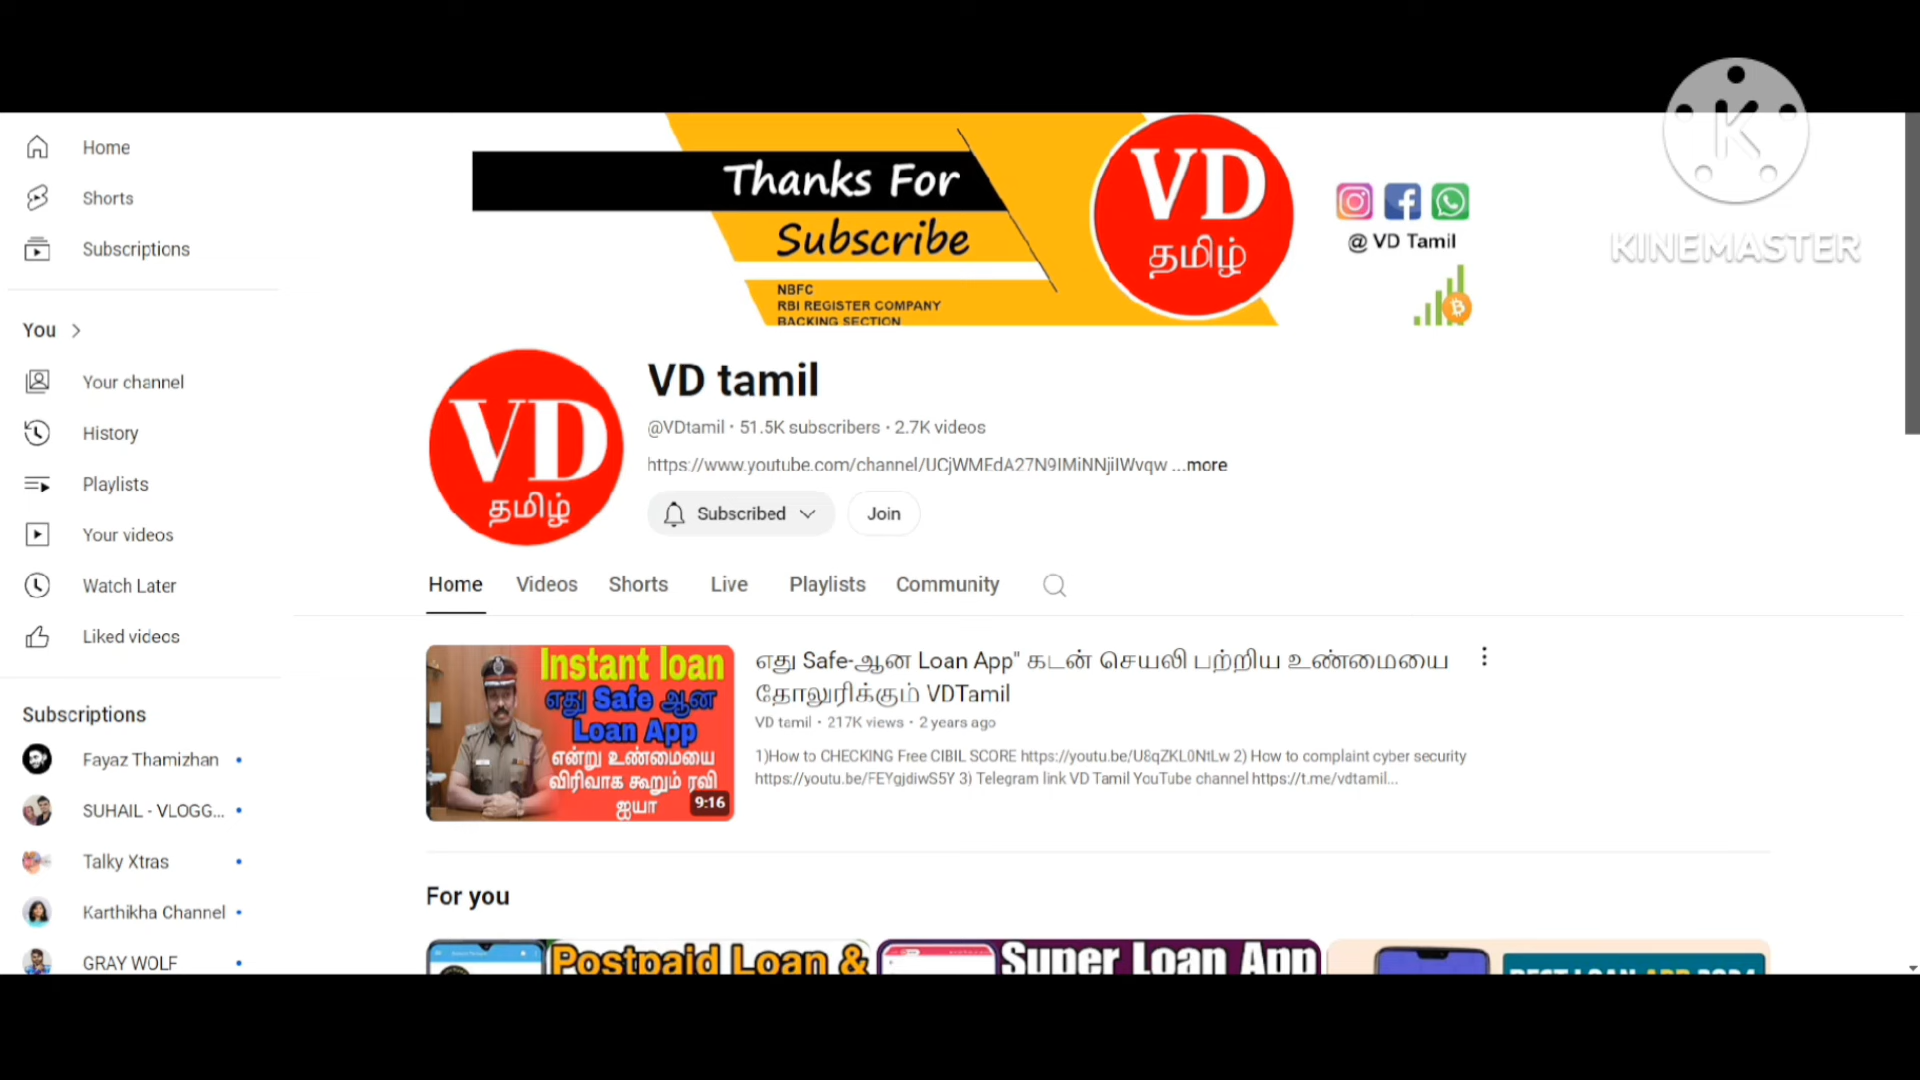 KINEMASTER
Home
Shorts
Subscriptions
You
Your channel
History
Playlists
Your videos
Watch Later
Liked videos
Subscriptions
Fayaz Thamizhan
SUHAIL - VLOGG...
Talky Xtras
Karthikha Channel
GRAY WOLF
Thanks For
Subscribe
NBFC
RBI REGISTER COMPANY
BACKING SECTION
VD
தமிழ்
@ VD Tamil
VD
தமிழ்
VD tamil
@VDtamil · 51.5K subscribers · 2.7K videos
https://www.youtube.com/channel/UCjWMEdA27N9IMiNNjiIWvqw ...more
Subscribed
Join
Home Videos Shorts Live Playlists Community
Instant loan
எது Safe ஆன
Loan App
என்று உண்மையை
விரிவாக கூறும் ரவி
ஐயா
9:16
எது Safe-ஆன Loan App" கடன் செயலி பற்றிய உண்மையை
தோலுரிக்கும் VDTamil
VD tamil · 217K views · 2 years ago
1)How to CHECKING Free CIBIL SCORE https://youtu.be/U8qZKL0NtLw 2) How to complaint cyber security
https://youtu.be/FEYgjdiwS5Y 3) Telegram link VD Tamil YouTube channel https://t.me/vdtamil...
For you
Postpaid Loan &
Super Loan App
BEST LOAN APP 2024